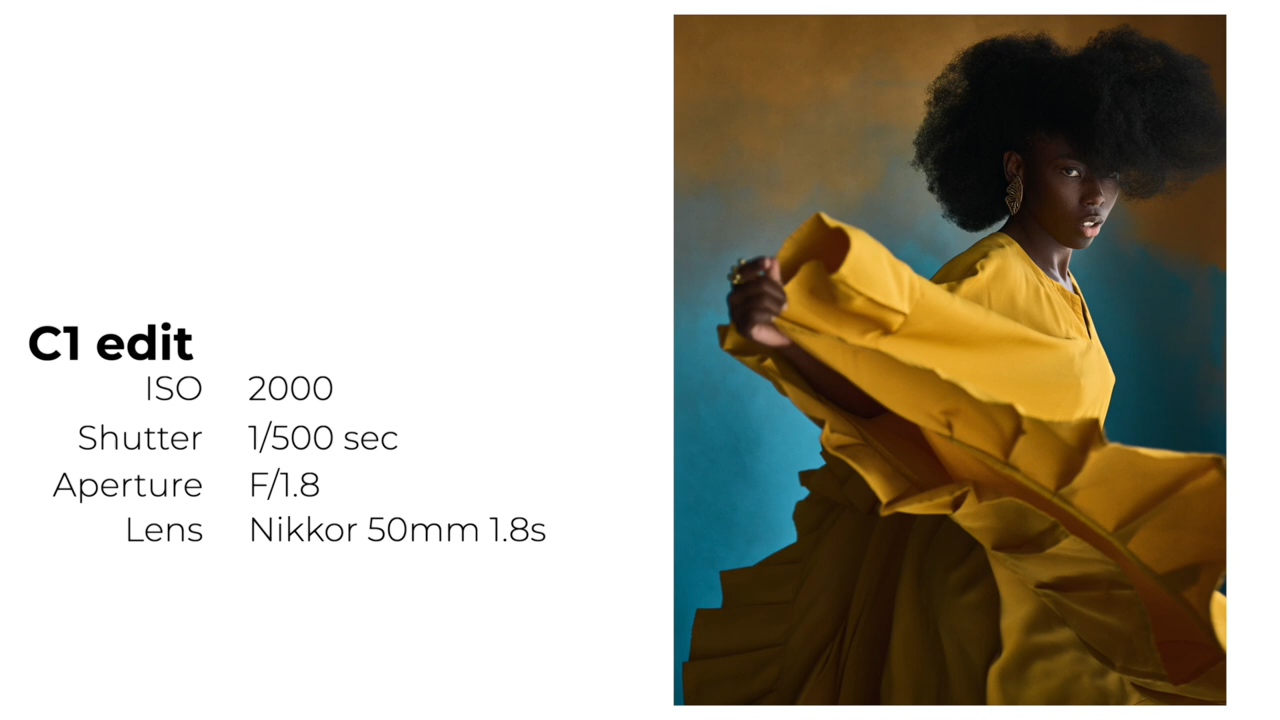 C1 edit
ISO 2000
Shutter 1/500 sec
Aperture F/1.8
Lens Nikkor 50mm 1.8s